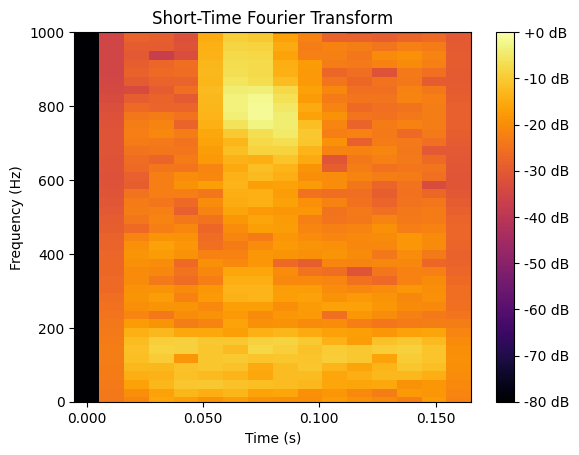 Short-Time Fourier Transform
1000
800
600
400
200
0
Frequency (Hz)
0.000
0.050
0.100
0.150
Time (s)
+0 dB
-10 dB
-20 dB
-30 dB
-40 dB
-50 dB
-60 dB
-70 dB
-80 dB